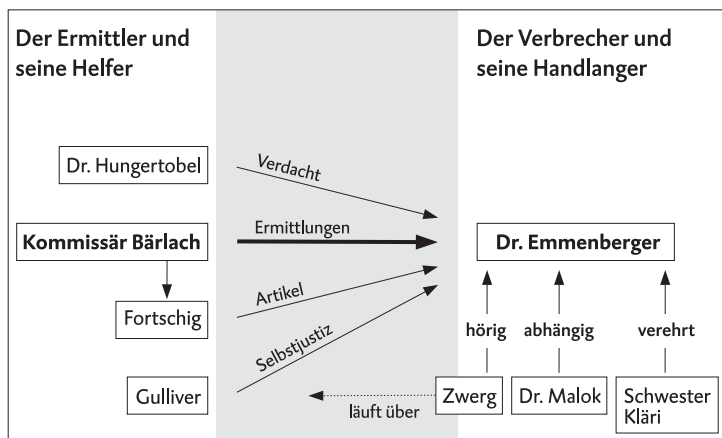 Der Ermittler und
seine Helfer
Der Verbrecher und
seine Handlanger
Dr. Hungertobel
Verdacht
Kommissär Bärlach
Ermittlungen
Dr. Emmenberger
Fortschig
Artikel
hörig
abhängig
verehrt
Selbstjustiz
Gulliver
läuft über
Zwerg
Dr. Malok
Schwester
Kläri